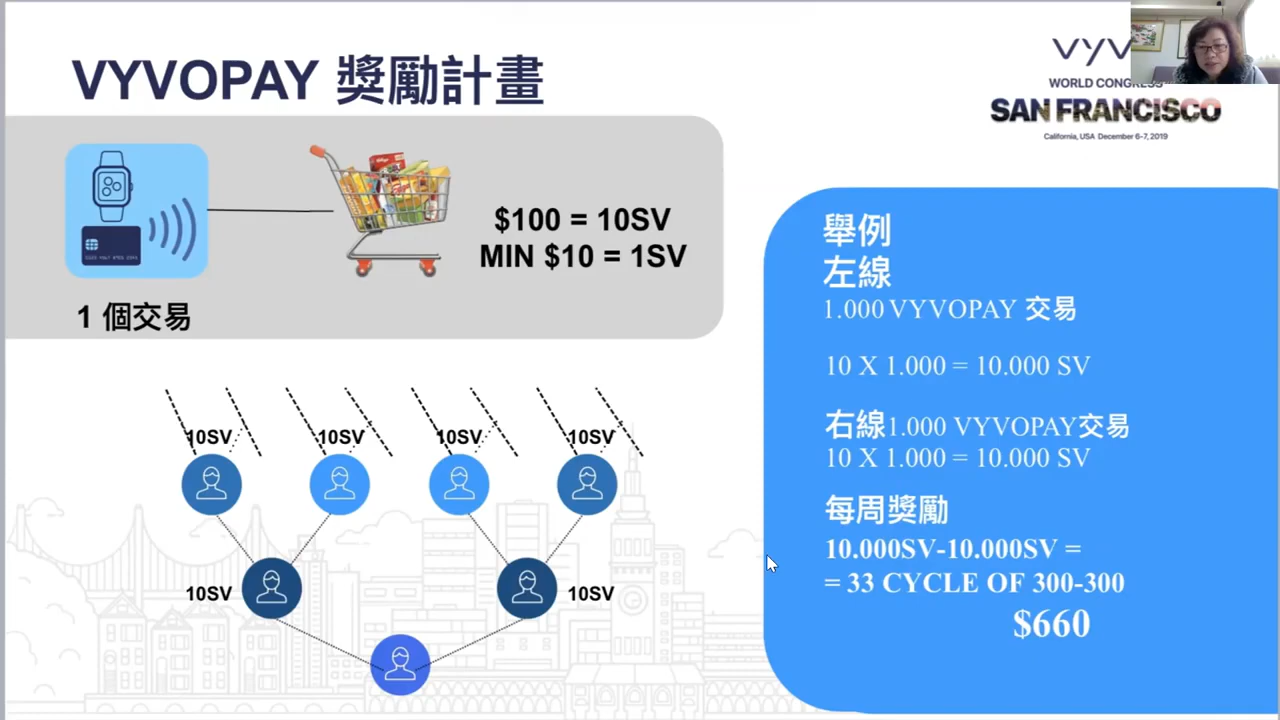 VYVOPAY 獎勵計畫
VYV
WORLD CONGRESS
SAN FRANCISCO
California, USA December 6-7, 2019
$100 = 10SV
MIN $10 = 1SV
1 個交易
舉例
左線
1.000 VYVOPAY 交易
10 X 1.000 = 10.000 SV
右線1.000 VYVOPAY交易
10 X 1.000 = 10.000 SV
每周獎勵
10.000SV-10.000SV =
= 33 CYCLE OF 300-300
$660
10SV
10SV
10SV
10SV
10SV
10SV